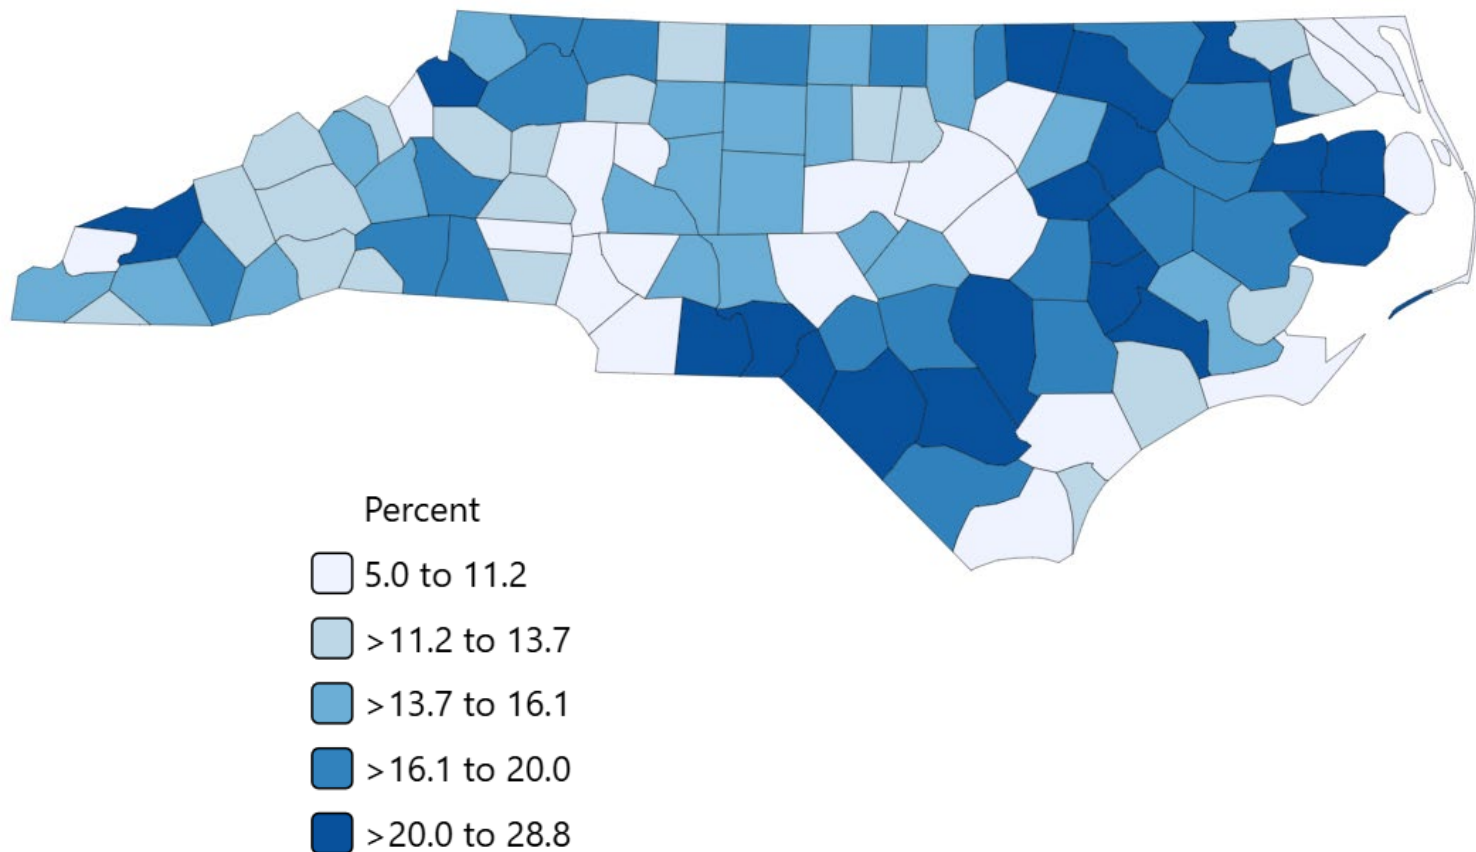 Percent
5.0 to 11.2
>11.2 to 13.7
>13.7 to 16.1
>16.1 to 20.0
>20.0 to 28.8